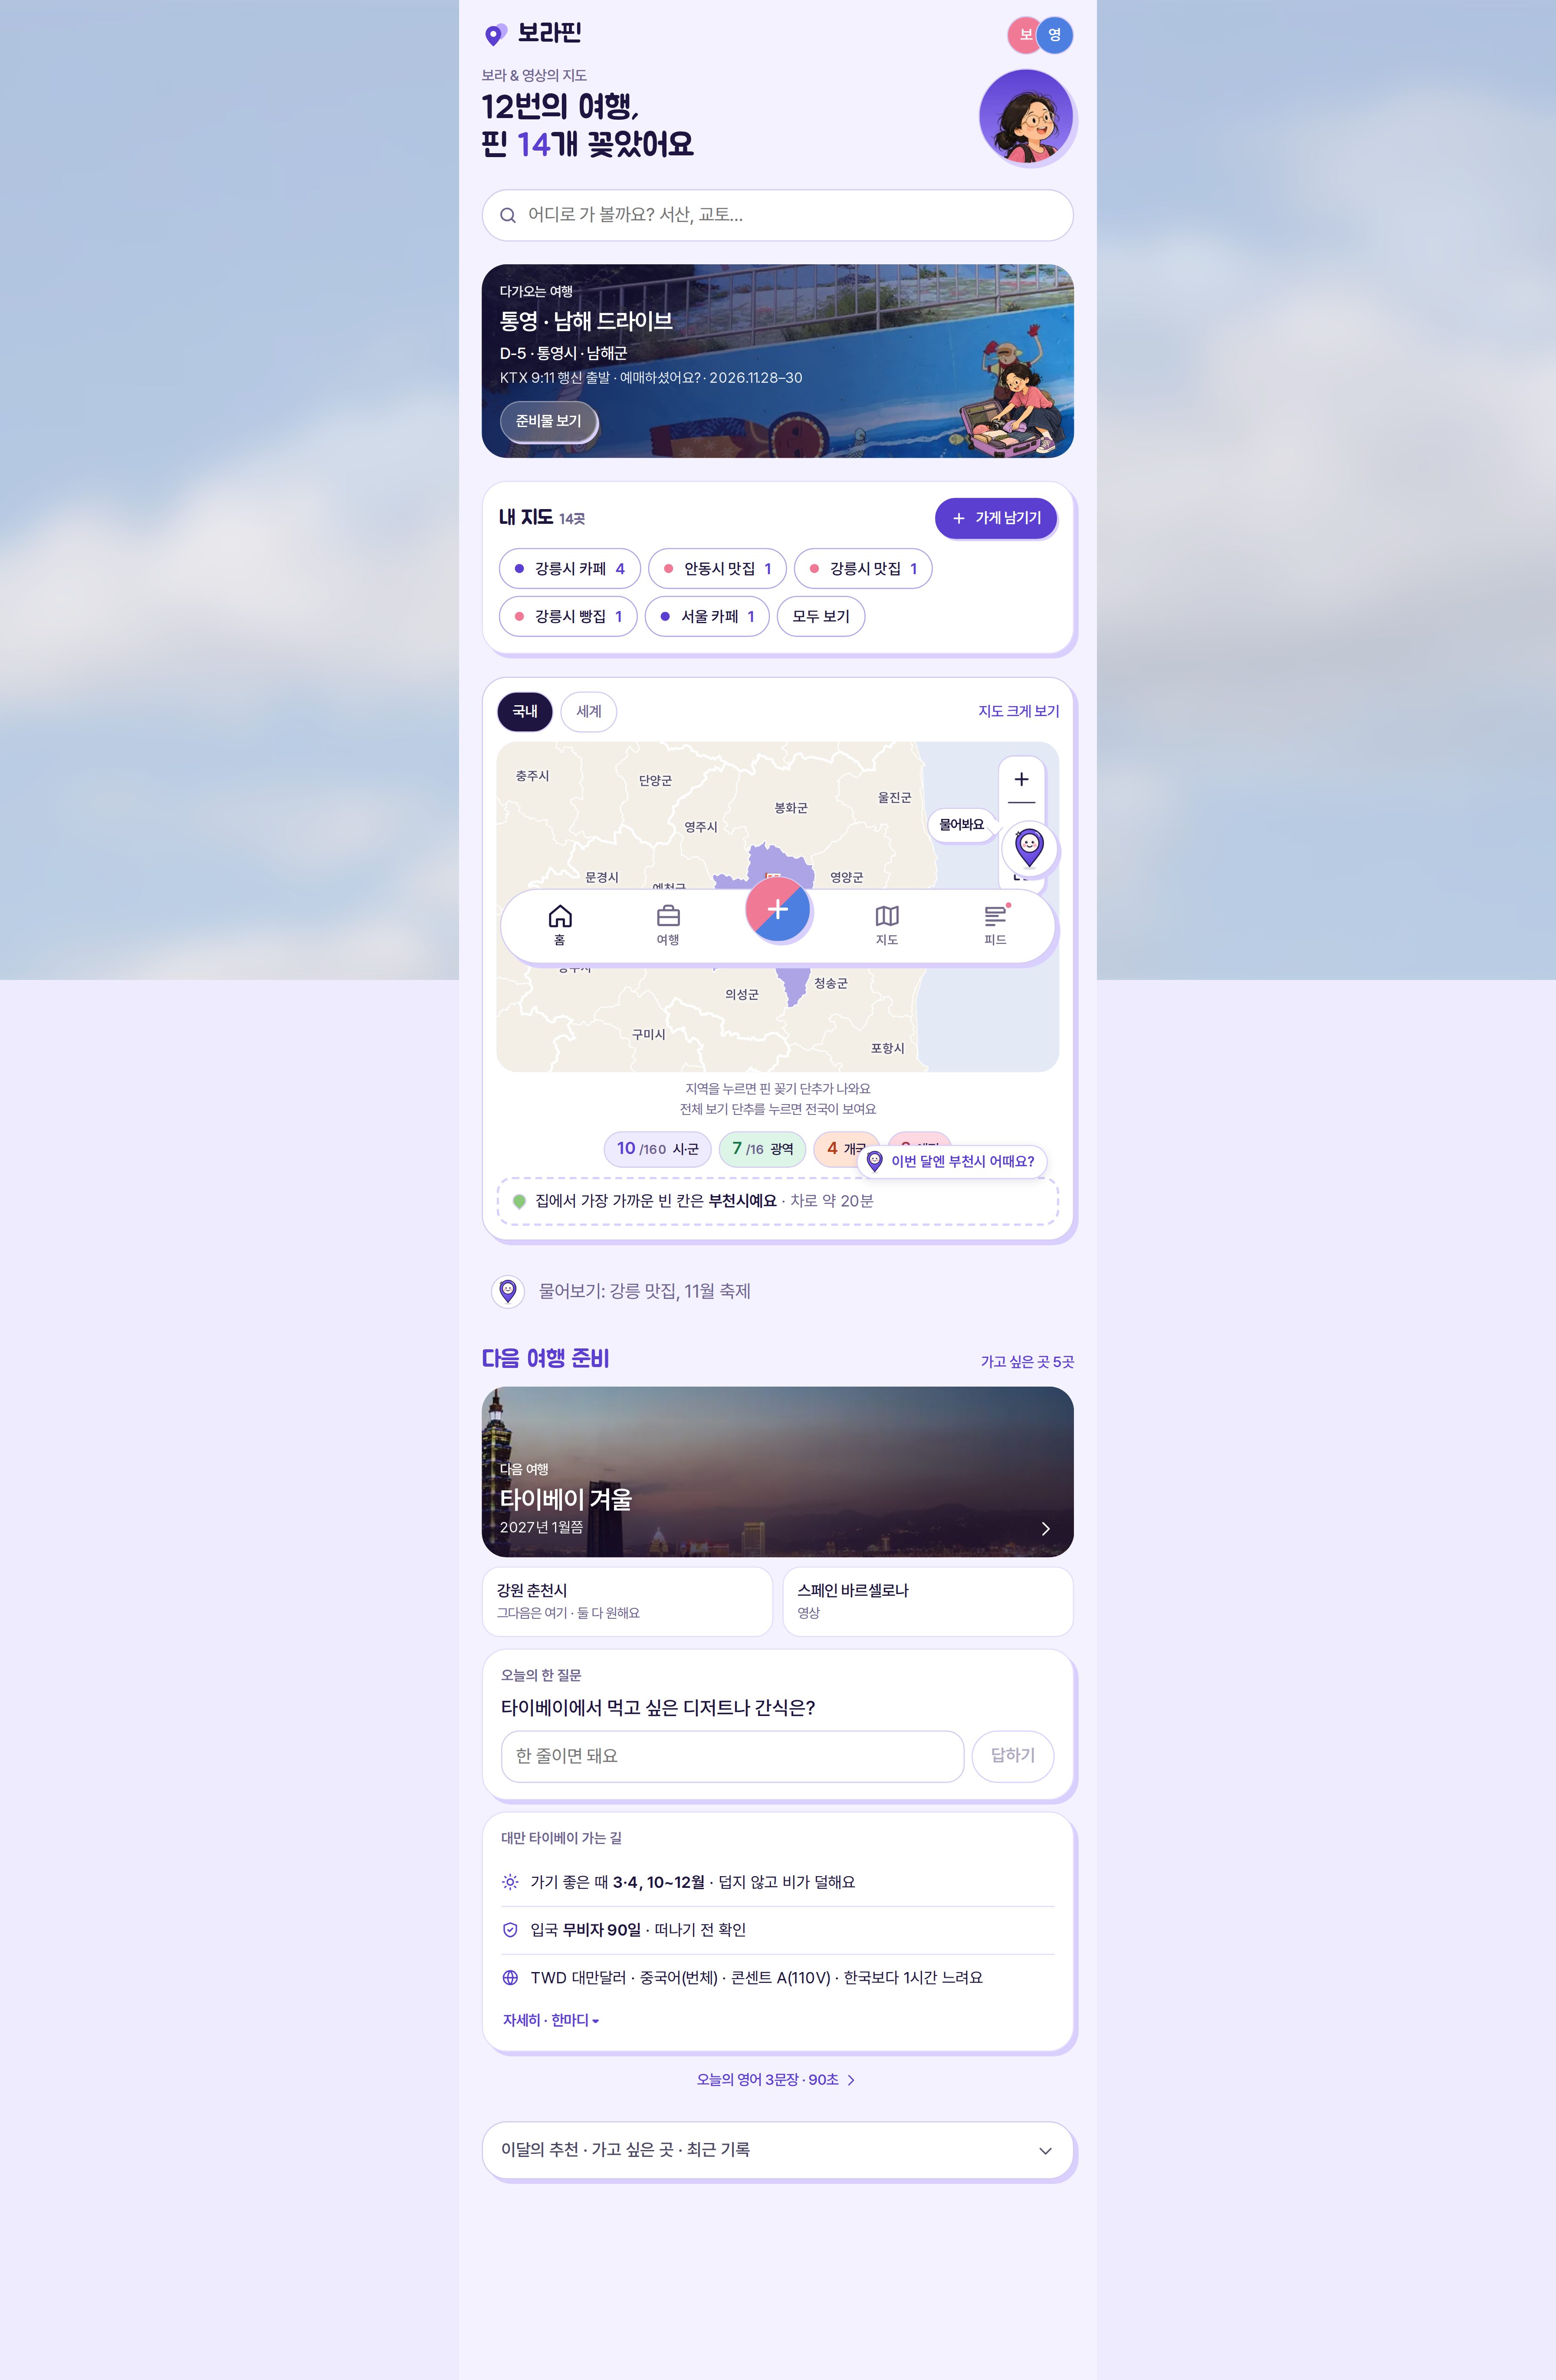 보라핀
보 영
보라 & 영상의 지도
12번의 여행,
핀 14개 꽂았어요
어디로 가 볼까요? 서산, 교토...
다가오는 여행
통영 · 남해 드라이브
D-5 · 통영시 · 남해군
KTX 9:11 행신 출발 · 예매하셨어요? · 2026.11.28–30
준비물 보기
내 지도 14곳
+ 가게 남기기
강릉시 카페 4
안동시 맛집 1
강릉시 맛집 1
강릉시 빵집 1
서울 카페 1
모두 보기
국내
세계
지도 크게 보기
충주시
단양군
울진군
봉화군
영주시
물어봐요
문경시
영양군
홈
여행
지도
피드
청송군
의성군
구미시
포항시
지역을 누르면 핀 꽂기 단추가 나와요
전체 보기 단추를 누르면 전국이 보여요
10 /160 시·군
7 /16 광역
4 개국
이번 달엔 부천시 어때요?
집에서 가장 가까운 빈 칸은 부천시예요 · 차로 약 20분
물어보기: 강릉 맛집, 11월 축제
다음 여행 준비
가고 싶은 곳 5곳
다음 여행
타이베이 겨울
2027년 1월쯤
강원 춘천시
그다음은 여기 · 둘 다 원해요
스페인 바르셀로나
영상
오늘의 한 질문
타이베이에서 먹고 싶은 디저트나 간식은?
한 줄이면 돼요
답하기
대만 타이베이 가는 길
가기 좋은 때 3·4, 10~12월 · 덥지 않고 비가 덜해요
입국 무비자 90일 · 떠나기 전 확인
TWD 대만달러 · 중국어(번체) · 콘센트 A(110V) · 한국보다 1시간 느려요
자세히 · 한마디
오늘의 영어 3문장 · 90초
이달의 추천 · 가고 싶은 곳 · 최근 기록